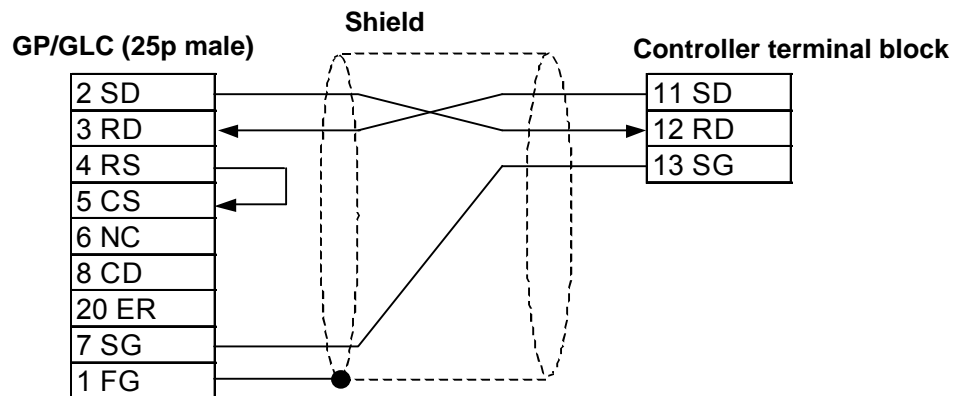 Shield
GP/GLC (25p male)
Controller terminal block
2 SD
3 RD
4 RS
5 CS
6 NC
8 CD
20 ER
7 SG
1 FG
11 SD
12 RD
13 SG